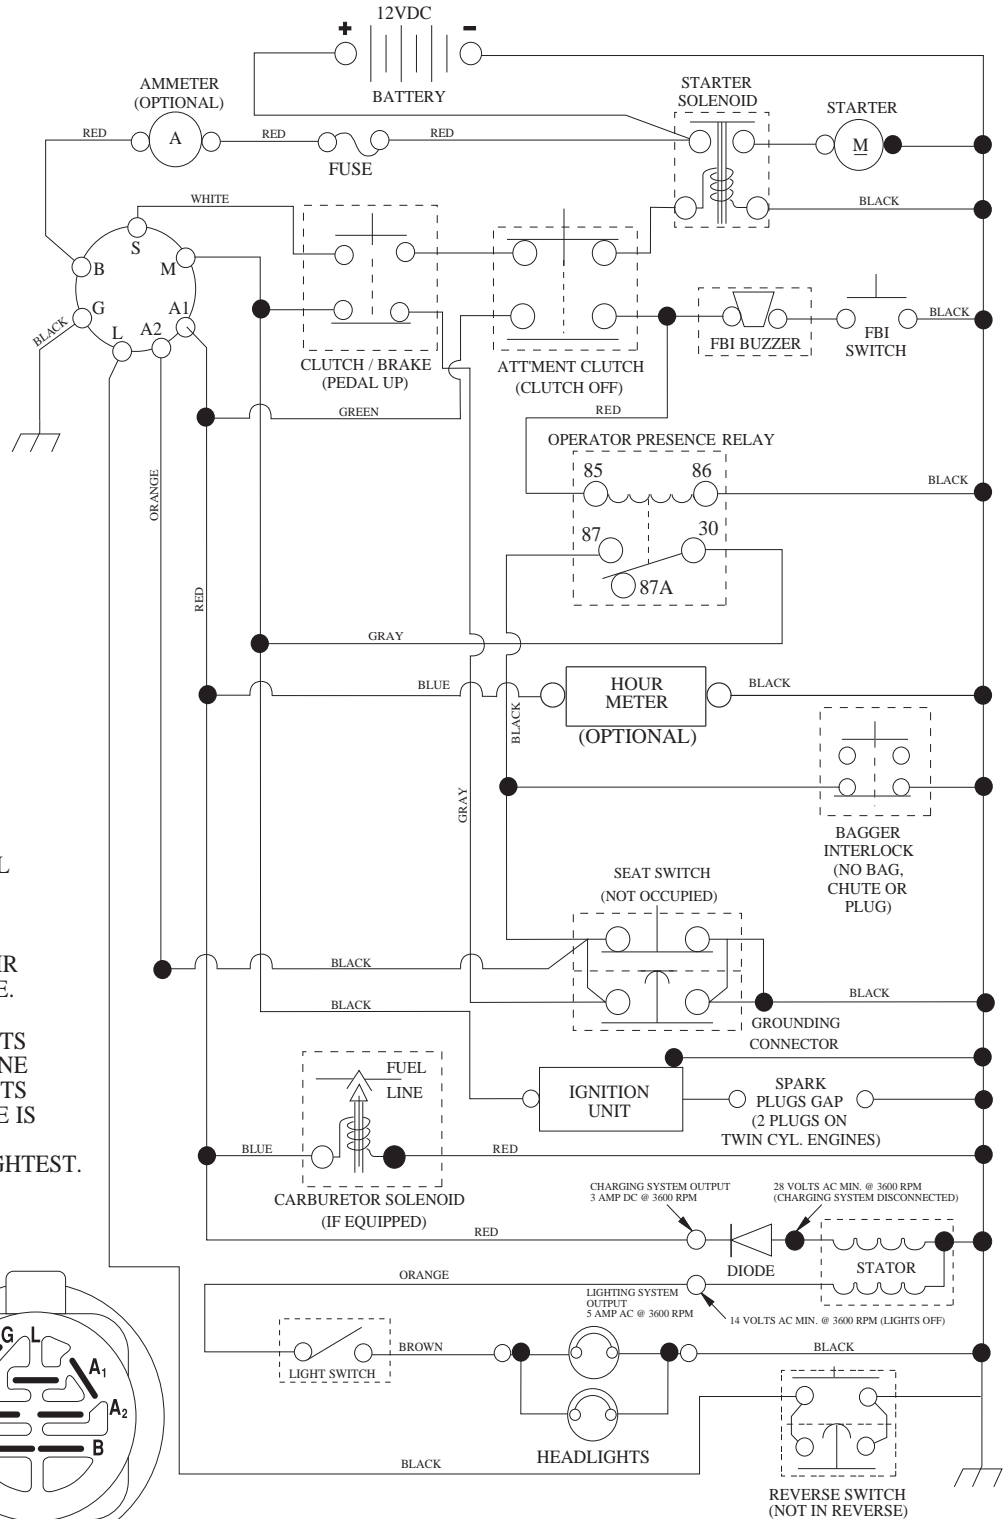 12VDC
+
-
BATTERY
AMMETER
(OPTIONAL)
STARTER
SOLENOID
STARTER
RED
A
RED
FUSE
RED
M
WHITE
BLACK
S
B
M
G
L
A2
A1
BLACK
CLUTCH / BRAKE
(PEDAL UP)
ATT'MENT CLUTCH
(CLUTCH OFF)
FBI BUZZER
FBI
SWITCH
BLACK
GREEN
RED
OPERATOR PRESENCE RELAY
85
86
BLACK
ORANGE
87
30
87A
RED
GRAY
BLUE
HOUR
METER
(OPTIONAL)
BLACK
BLACK
GRAY
BAGGER
INTERLOCK
(NO BAG,
CHUTE OR
PLUG)
L
SEAT SWITCH
(NOT OCCUPIED)
IR
E.
BLACK
BLACK
BLACK
GROUNDING
CONNECTOR
TS
NE
TS
E IS
GHTEST.
FUEL
LINE
IGNITION
UNIT
SPARK
PLUGS GAP
(2 PLUGS ON
TWIN CYL. ENGINES)
BLUE
RED
CARBURETOR SOLENOID
(IF EQUIPPED)
CHARGING SYSTEM OUTPUT
3 AMP DC @ 3600 RPM
28 VOLTS AC MIN. @ 3600 RPM
(CHARGING SYSTEM DISCONNECTED)
RED
DIODE
STATOR
ORANGE
LIGHTING SYSTEM
OUTPUT
5 AMP AC @ 3600 RPM
14 VOLTS AC MIN. @ 3600 RPM (LIGHTS OFF)
LIGHT SWITCH
BROWN
BLACK
HEADLIGHTS
BLACK
REVERSE SWITCH
(NOT IN REVERSE)
G
L
A1
A2
B